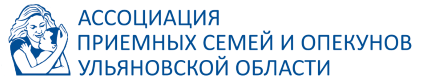 АССОЦИАЦИЯ
ПРИЕМНЫХ СЕМЕЙ И ОПЕКУНОВ
УЛЬЯНОВСКОЙ ОБЛАСТИ